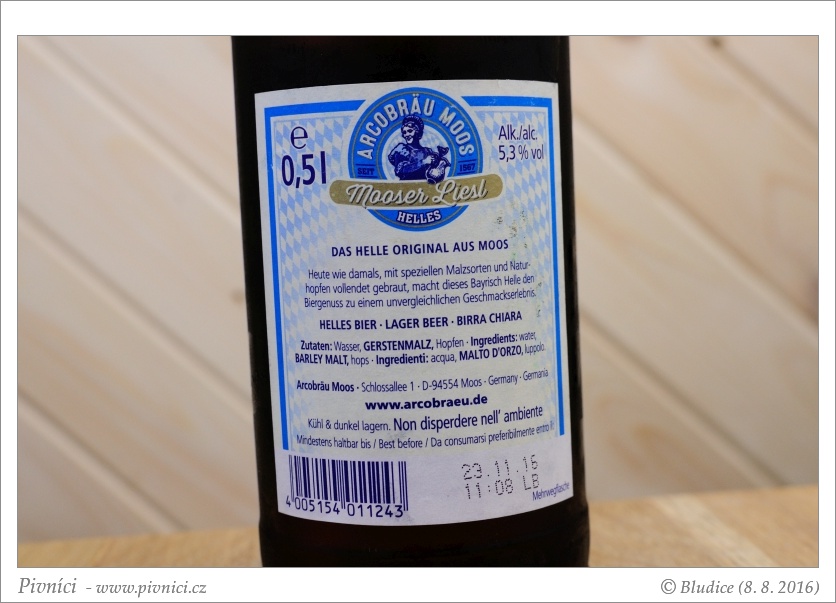 ARCOBRÄU MOOS
SEIT 1567
Mooser Liesl
HELLES
e
0,5 l
Alk./alc.
5,3 % vol
DAS HELLE ORIGINAL AUS MOOS
Heute wie damals, mit speziellen Malzsorten und Natur-
hopfen vollendet gebraut, macht dieses Bayrisch Helle den
Biergenuss zu einem unvergleichlichen Geschmackserlebnis.
HELLES BIER · LAGER BEER · BIRRA CHIARA
Zutaten: Wasser, GERSTENMALZ, Hopfen · Ingredients: water,
BARLEY MALT, hops · Ingredienti: acqua, MALTO D'ORZO, luppolo
Arcobräu Moos · Schlossallee 1 · D-94554 Moos · Germany · Germania
www.arcobraeu.de
Kühl & dunkel lagern. Non disperdere nell' ambiente
Mindestens haltbar bis / Best before / Da consumarsi preferibilmente entro il:
23.11.16
11:08 LB
Mehrwegflasche
4 005154 011243
Pivníci - www.pivnici.cz
© Bludice (8. 8. 2016)